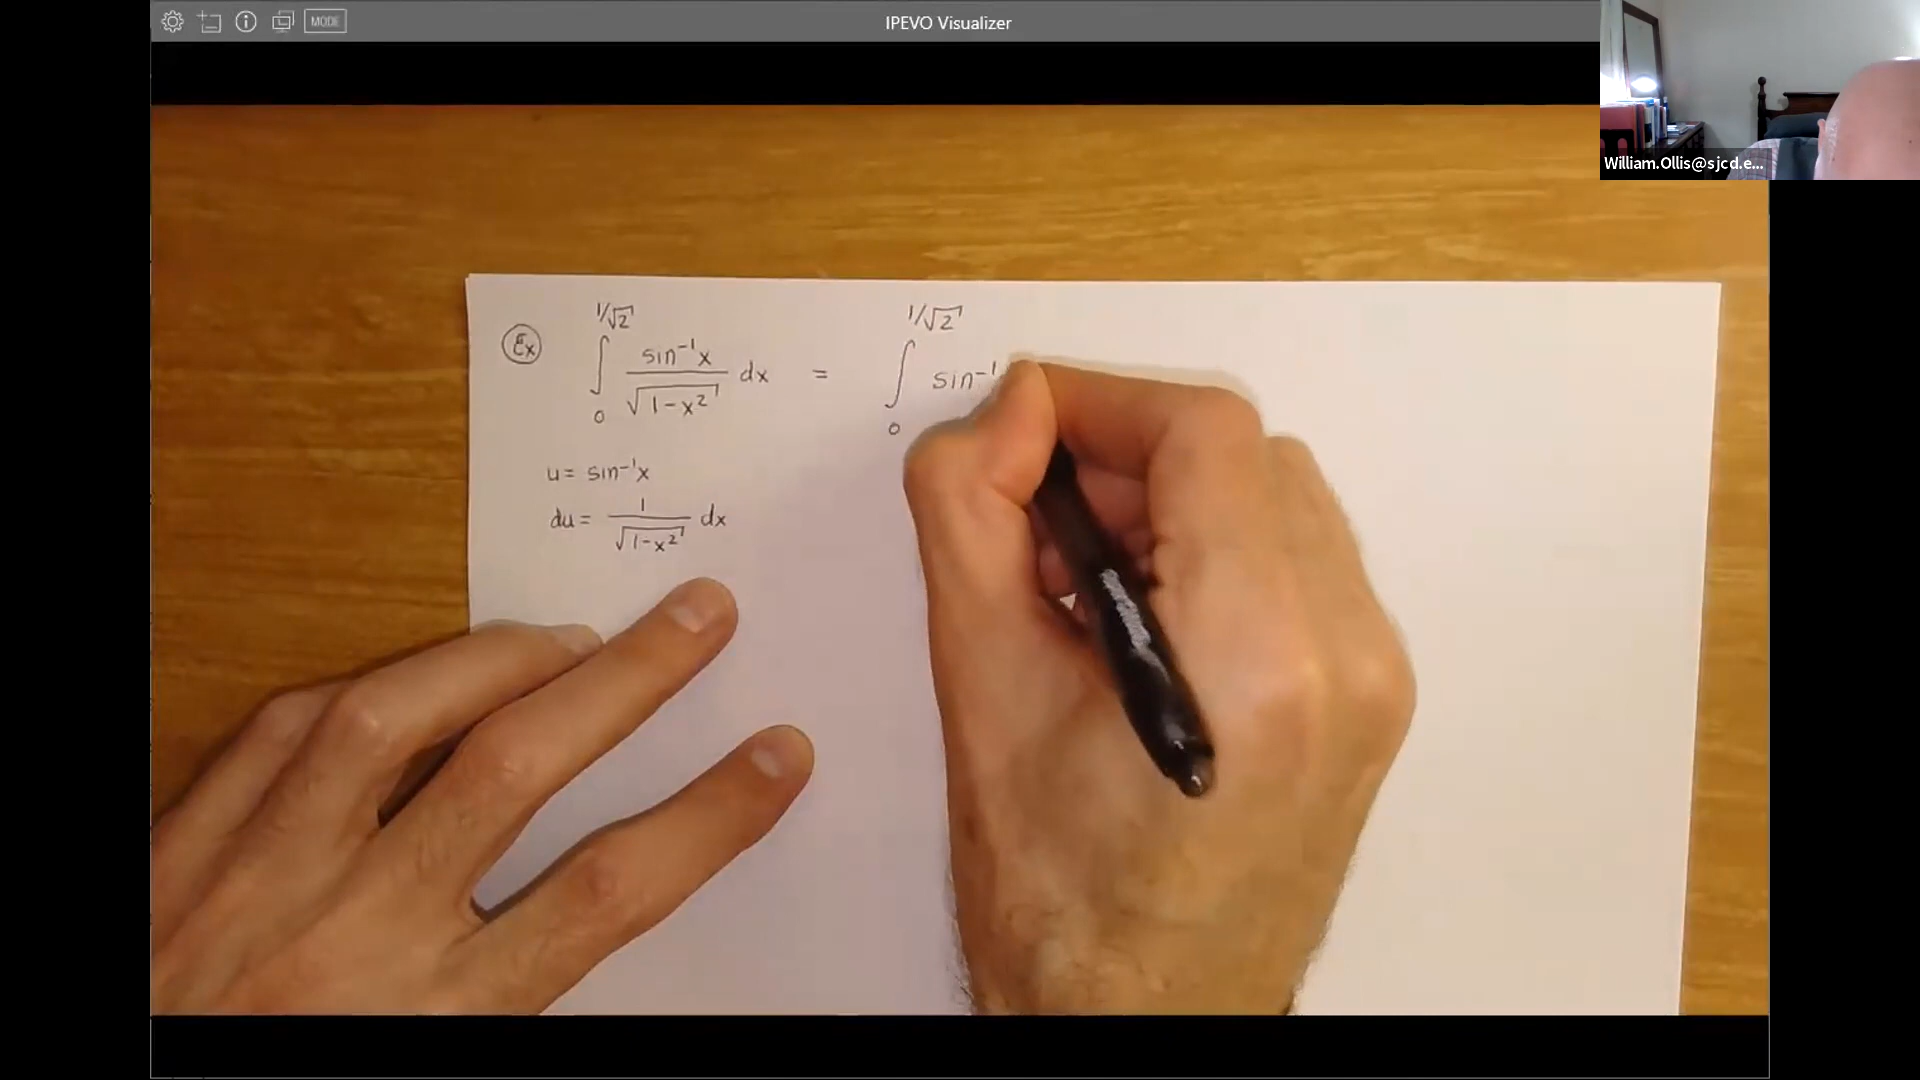 MODE
IPEVO Visualizer
William.Ollis@sjcd.e...
Ex ∫₀^{1/√2} sin⁻¹x / √(1-x²) dx = ∫₀^{1/√2} sin⁻¹
u = sin⁻¹x
du = 1/√(1-x²) dx